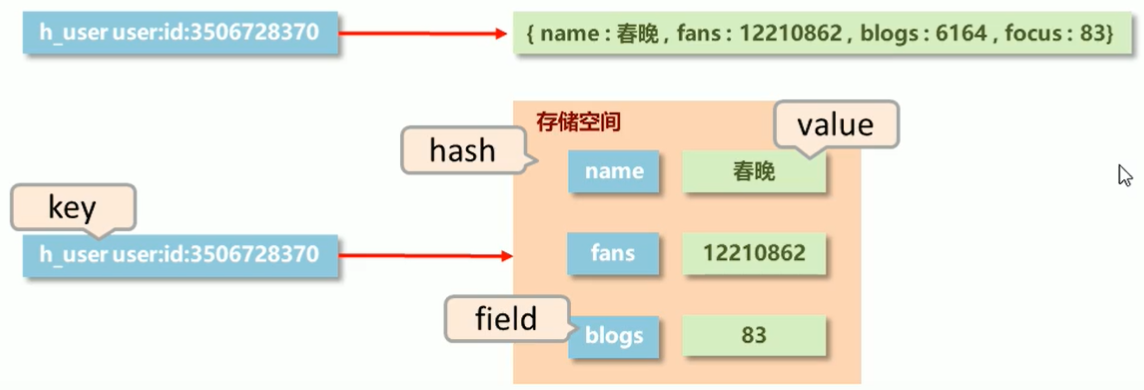 h_user user:id:3506728370
{ name : 春晚 , fans : 12210862 , blogs : 6164 , focus : 83}
存储空间
value
hash
name
春晚
key
h_user user:id:3506728370
fans
12210862
field
blogs
83